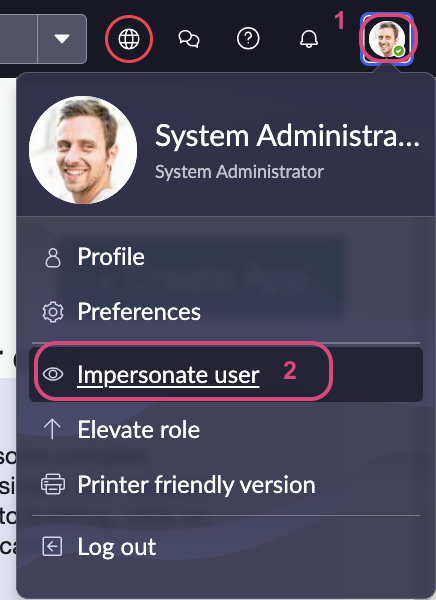 1
System Administra...
System Administrator
Profile
Preferences
Impersonate user 2
Elevate role
Printer friendly version
Log out